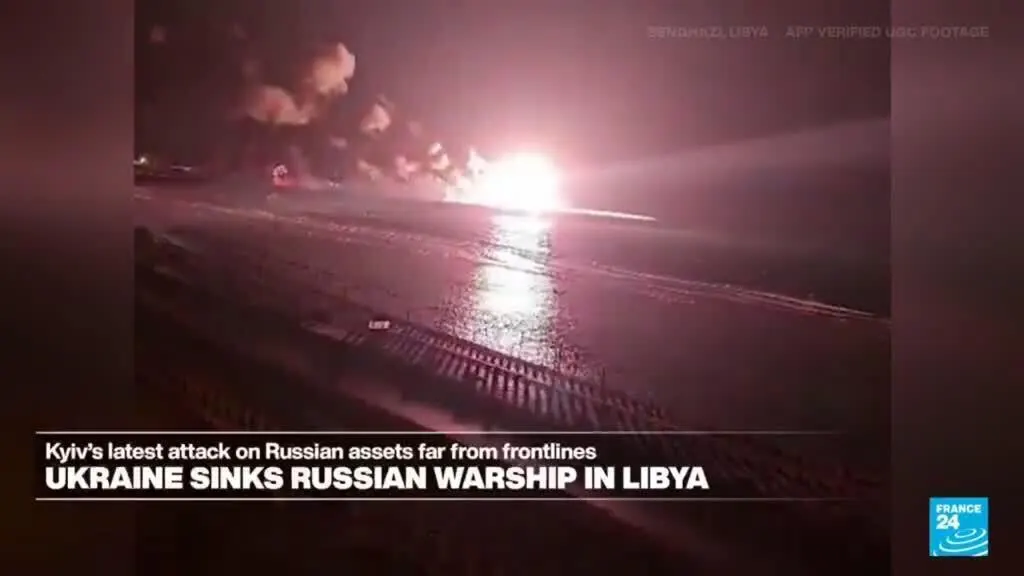 BENGHAZI, LIBYA AFP VERIFIED UGC FOOTAGE
Kyiv's latest attack on Russian assets far from frontlines
UKRAINE SINKS RUSSIAN WARSHIP IN LIBYA
FRANCE
24